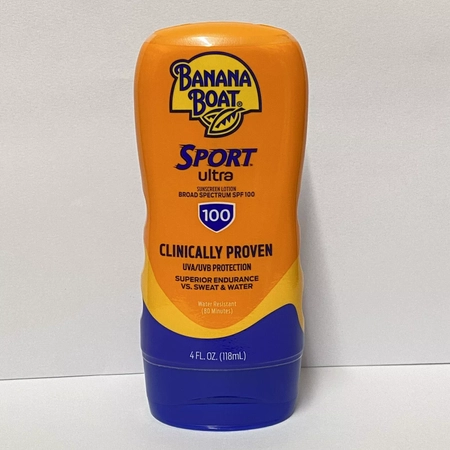 BANANA
BOAT®
SPORT®
ultra
SUNSCREEN LOTION
BROAD SPECTRUM SPF 100
100
CLINICALLY PROVEN
UVA/UVB PROTECTION
SUPERIOR ENDURANCE
VS. SWEAT & WATER
Water Resistant
(80 Minutes)
4 FL. OZ. (118mL)